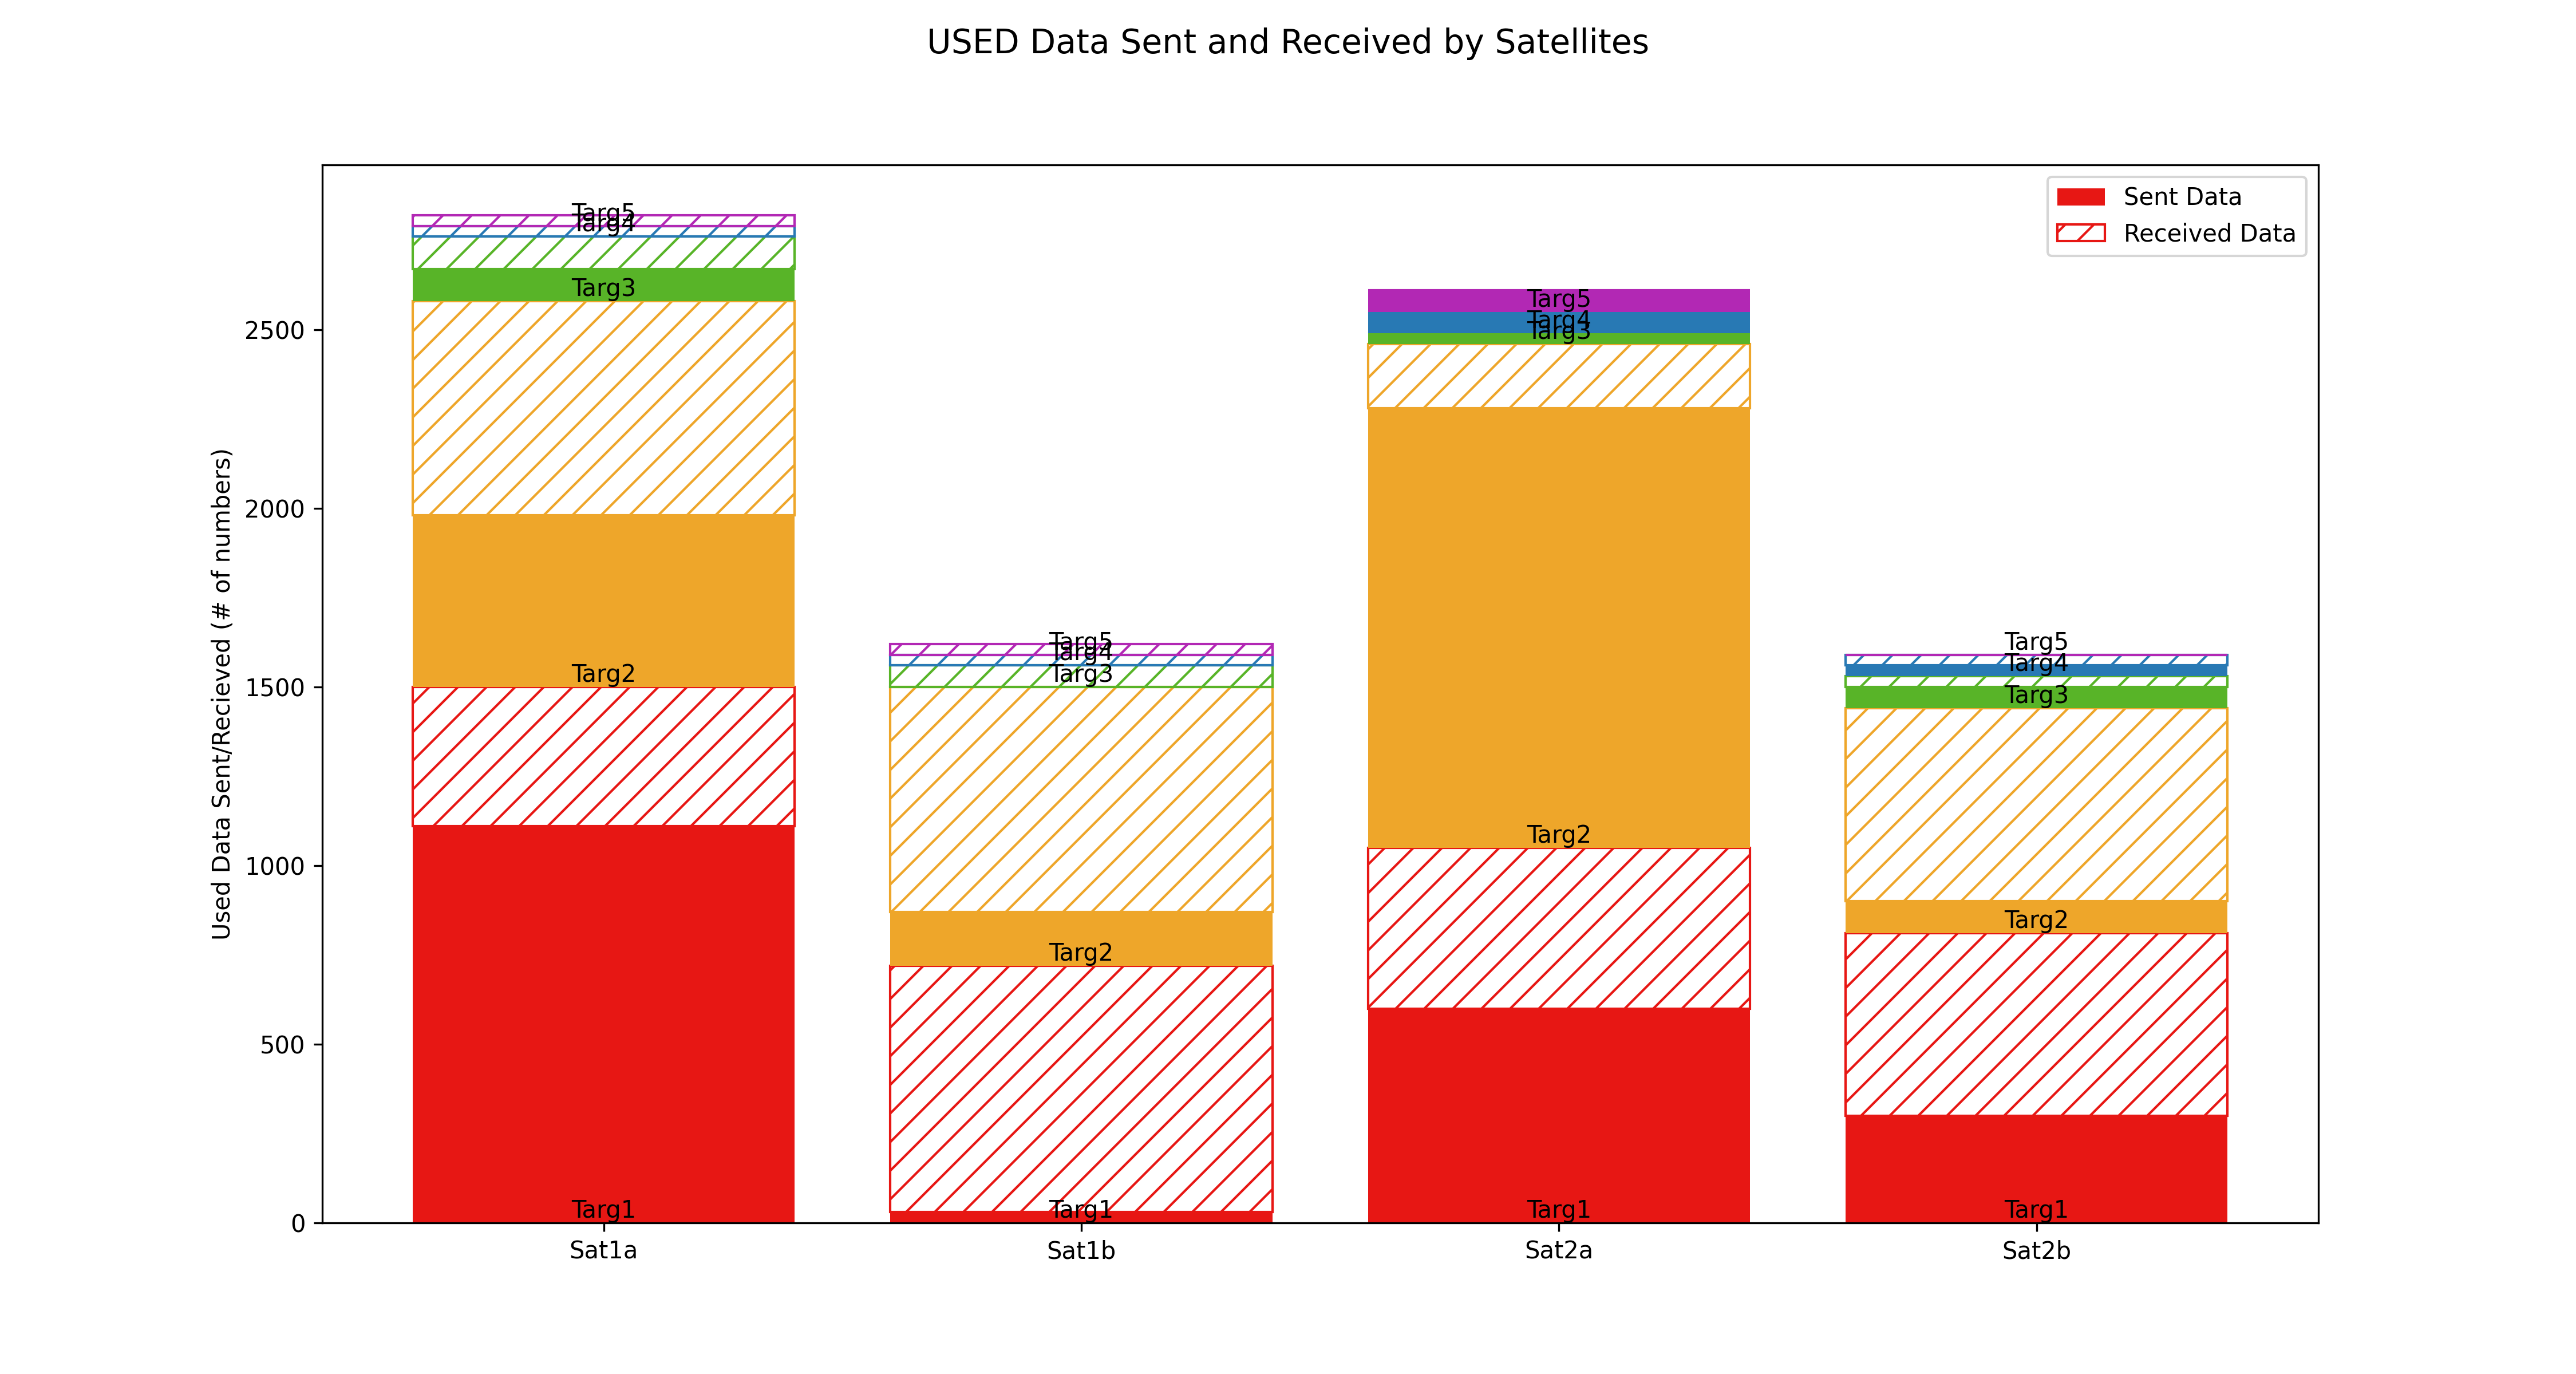 USED Data Sent and Received by Satellites
Sent Data
Received Data
Used Data Sent/Recieved (# of numbers)
2500
2000
1500
1000
500
0
Targ5
Targ4
Targ3
Targ2
Targ1
Targ5
Targ4
Targ3
Targ2
Targ1
Targ5
Targ4
Targ3
Targ2
Targ1
Targ5
Targ4
Targ3
Targ2
Targ1
Sat1a
Sat1b
Sat2a
Sat2b